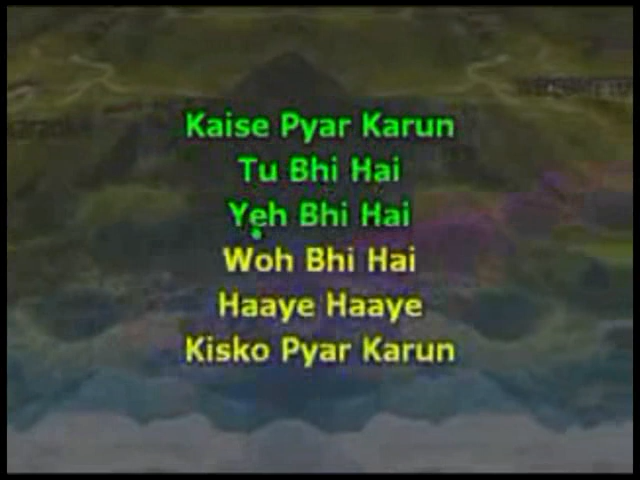 Kaise Pyar Karun
Tu Bhi Hai
Yeh Bhi Hai
Woh Bhi Hai
Haaye Haaye
Kisko Pyar Karun